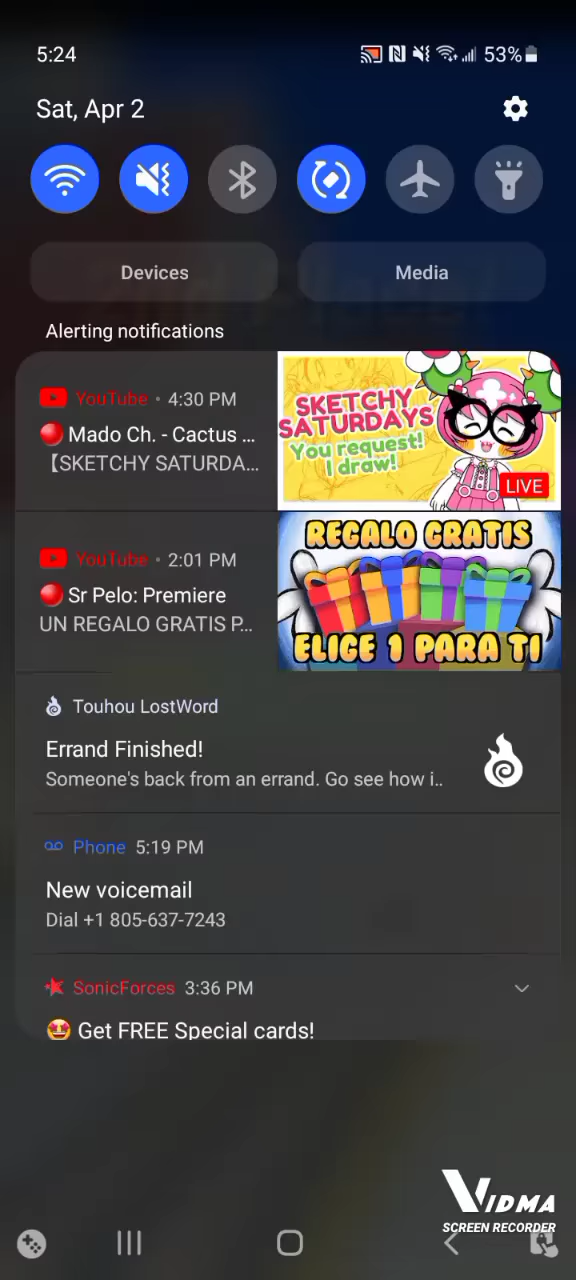 5:24
53%
Sat, Apr 2
Devices
Media
Alerting notifications
YouTube • 4:30 PM
🔴Mado Ch. - Cactus ...
【SKETCHY SATURDA...
SKETCHY
SATURDAYS
You request!
I draw!
LIVE
YouTube • 2:01 PM
🔴Sr Pelo: Premiere
UN REGALO GRATIS P...
REGALO GRATIS
ELIGE 1 PARA TI
Touhou LostWord
Errand Finished!
Someone's back from an errand. Go see how i..
Phone 5:19 PM
New voicemail
Dial +1 805-637-7243
SonicForces 3:36 PM
🤩 Get FREE Special cards!
VIDMA
SCREEN RECORDER